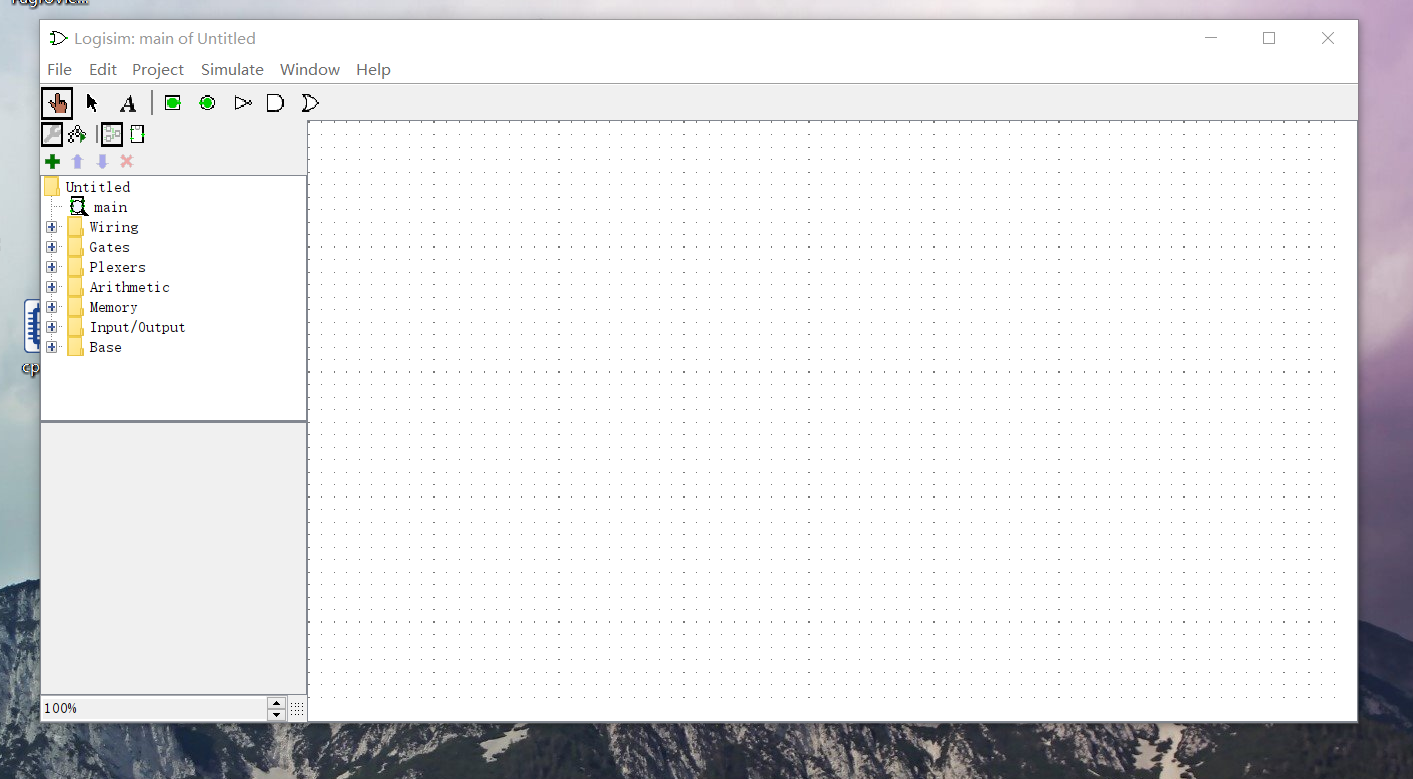 Logisim: main of Untitled
File Edit Project Simulate Window Help
A
Untitled
main
Wiring
Gates
Plexers
Arithmetic
Memory
Input/Output
Base
cp
100%